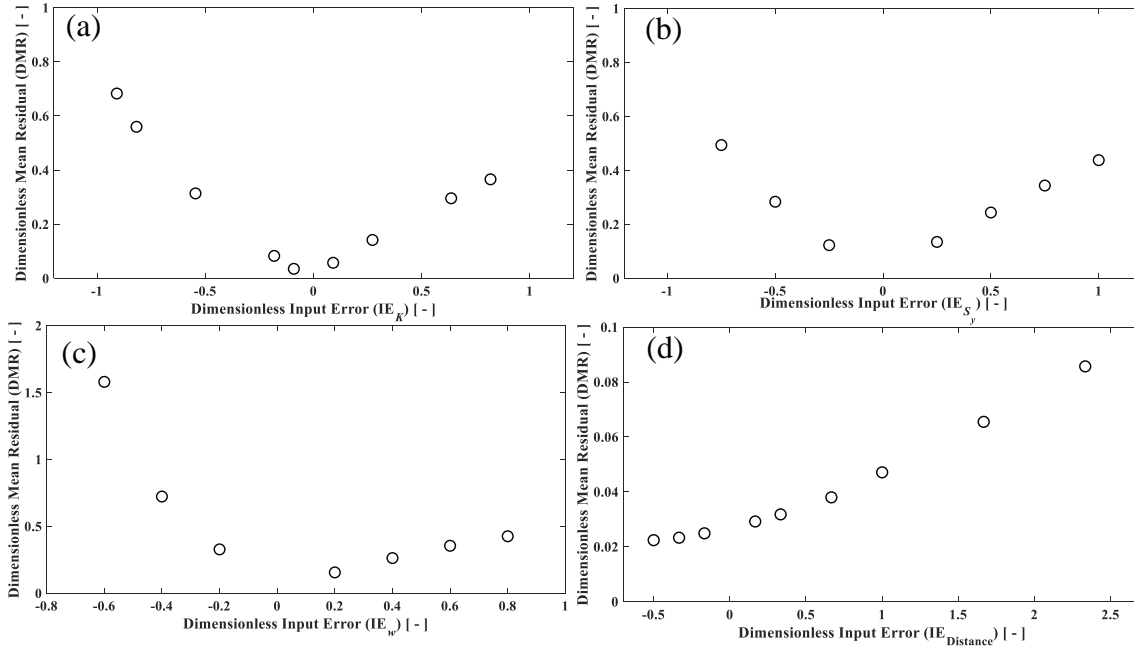 (a)
Dimensionless Mean Residual (DMR) [ - ]
1
0.8
0.6
0.4
0.2
0
-1 -0.5 0 0.5 1
Dimensionless Input Error (IE_K) [ - ]
(b)
Dimensionless Mean Residual (DMR) [ - ]
1
0.8
0.6
0.4
0.2
0
-1 -0.5 0 0.5 1
Dimensionless Input Error (IE_S_y) [ - ]
(c)
Dimensionless Mean Residual (DMR) [ - ]
2
1.5
1
0.5
0
-0.8 -0.6 -0.4 -0.2 0 0.2 0.4 0.6 0.8 1
Dimensionless Input Error (IE_w) [ - ]
(d)
Dimensionless Mean Residual (DMR) [ - ]
0.1
0.08
0.06
0.04
0.02
0
-0.5 0 0.5 1 1.5 2 2.5
Dimensionless Input Error (IE_Distance) [ - ]